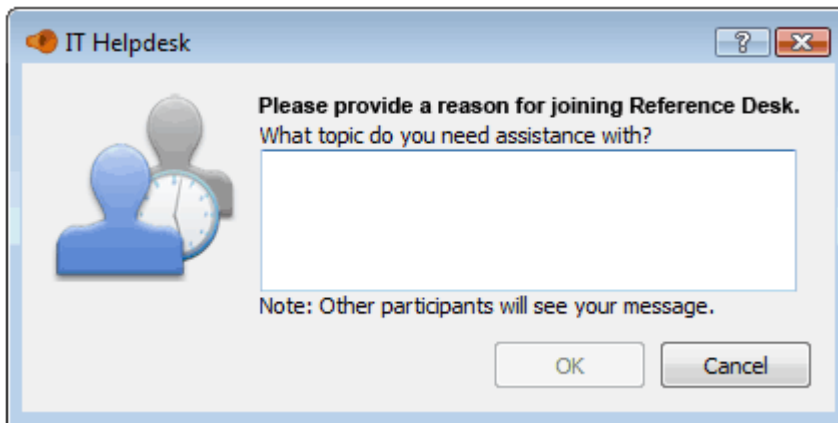 IT Helpdesk
Please provide a reason for joining Reference Desk.
What topic do you need assistance with?
Note: Other participants will see your message.
OK
Cancel